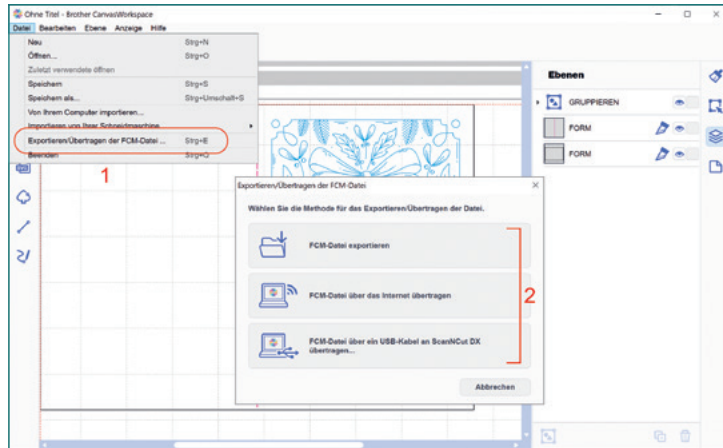 Ohne Titel - Brother CanvasWorkspace
Datei Bearbeiten Ebene Anzeige Hilfe
Neu Strg+N
Öffnen... Strg+O
Zuletzt verwendete öffnen
Speichern Strg+S
Speichern als... Strg+Umschalt+S
Von Ihrem Computer importieren...
Importieren von Ihrer Schneidmaschine
Exportieren/Übertragen der FCM-Datei ... Strg+E
Beenden Strg+Q
1
Ebenen
GRUPPIEREN
FORM
FORM
Exportieren/Übertragen der FCM-Datei
Wählen Sie die Methode für das Exportieren/Übertragen der Datei.
FCM-Datei exportieren
FCM-Datei über das Internet übertragen
2
FCM-Datei über ein USB-Kabel an ScanNCut DX
übertragen...
Abbrechen